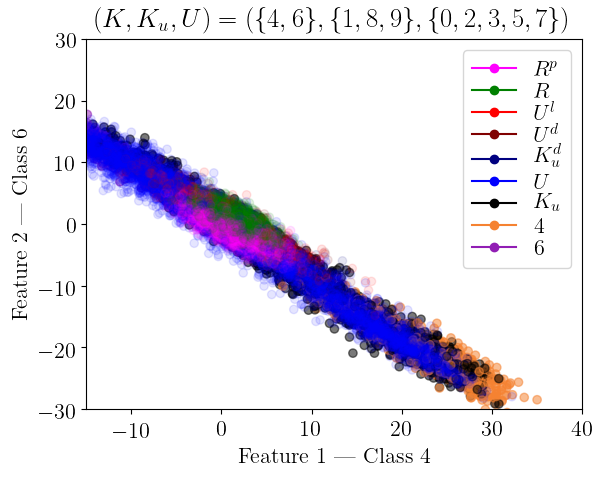 (K, K_u, U) = ({4, 6}, {1, 8, 9}, {0, 2, 3, 5, 7})
30
20
10
0
−10
−20
−30
−10
0
10
20
30
40
Feature 2 — Class 6
Feature 1 — Class 4
R^p
R
U^l
U^d
K_u^d
U
K_u
4
6